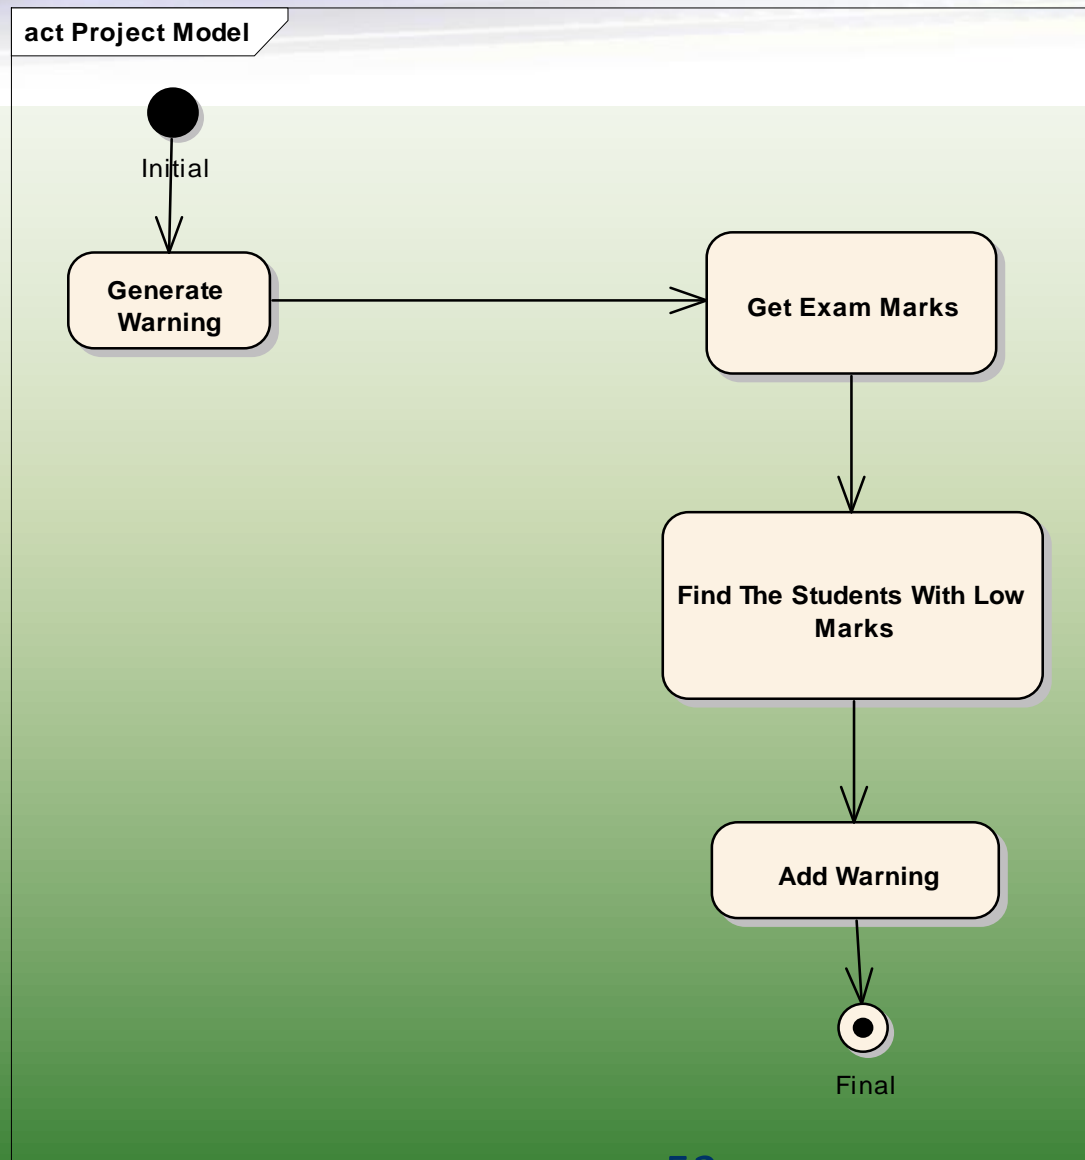 act Project Model
Initial
Generate
Warning
Get Exam Marks
Find The Students With Low
Marks
Add Warning
Final